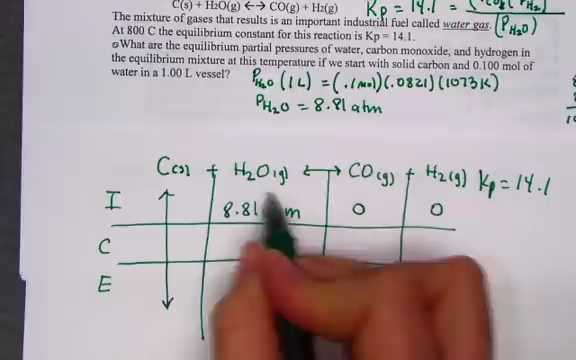 C(s) + H2O(g) ←→ CO(g) + H2(g) Kp = 14.1 =
(P H2O)
The mixture of gases that results is an important industrial fuel called water gas.
At 800 C the equilibrium constant for this reaction is Kp = 14.1.
What are the equilibrium partial pressures of water, carbon monoxide, and hydrogen in
the equilibrium mixture at this temperature if we start with solid carbon and 0.100 mol of
water in a 1.00 L vessel? P H2O (1L) = (.1mol)(.0821)(1073K)
P H2O = 8.81 atm
C(s) + H2O(g) ←→ CO(g) + H2(g) Kp = 14.1
I 8.81 m 0 0
C
E